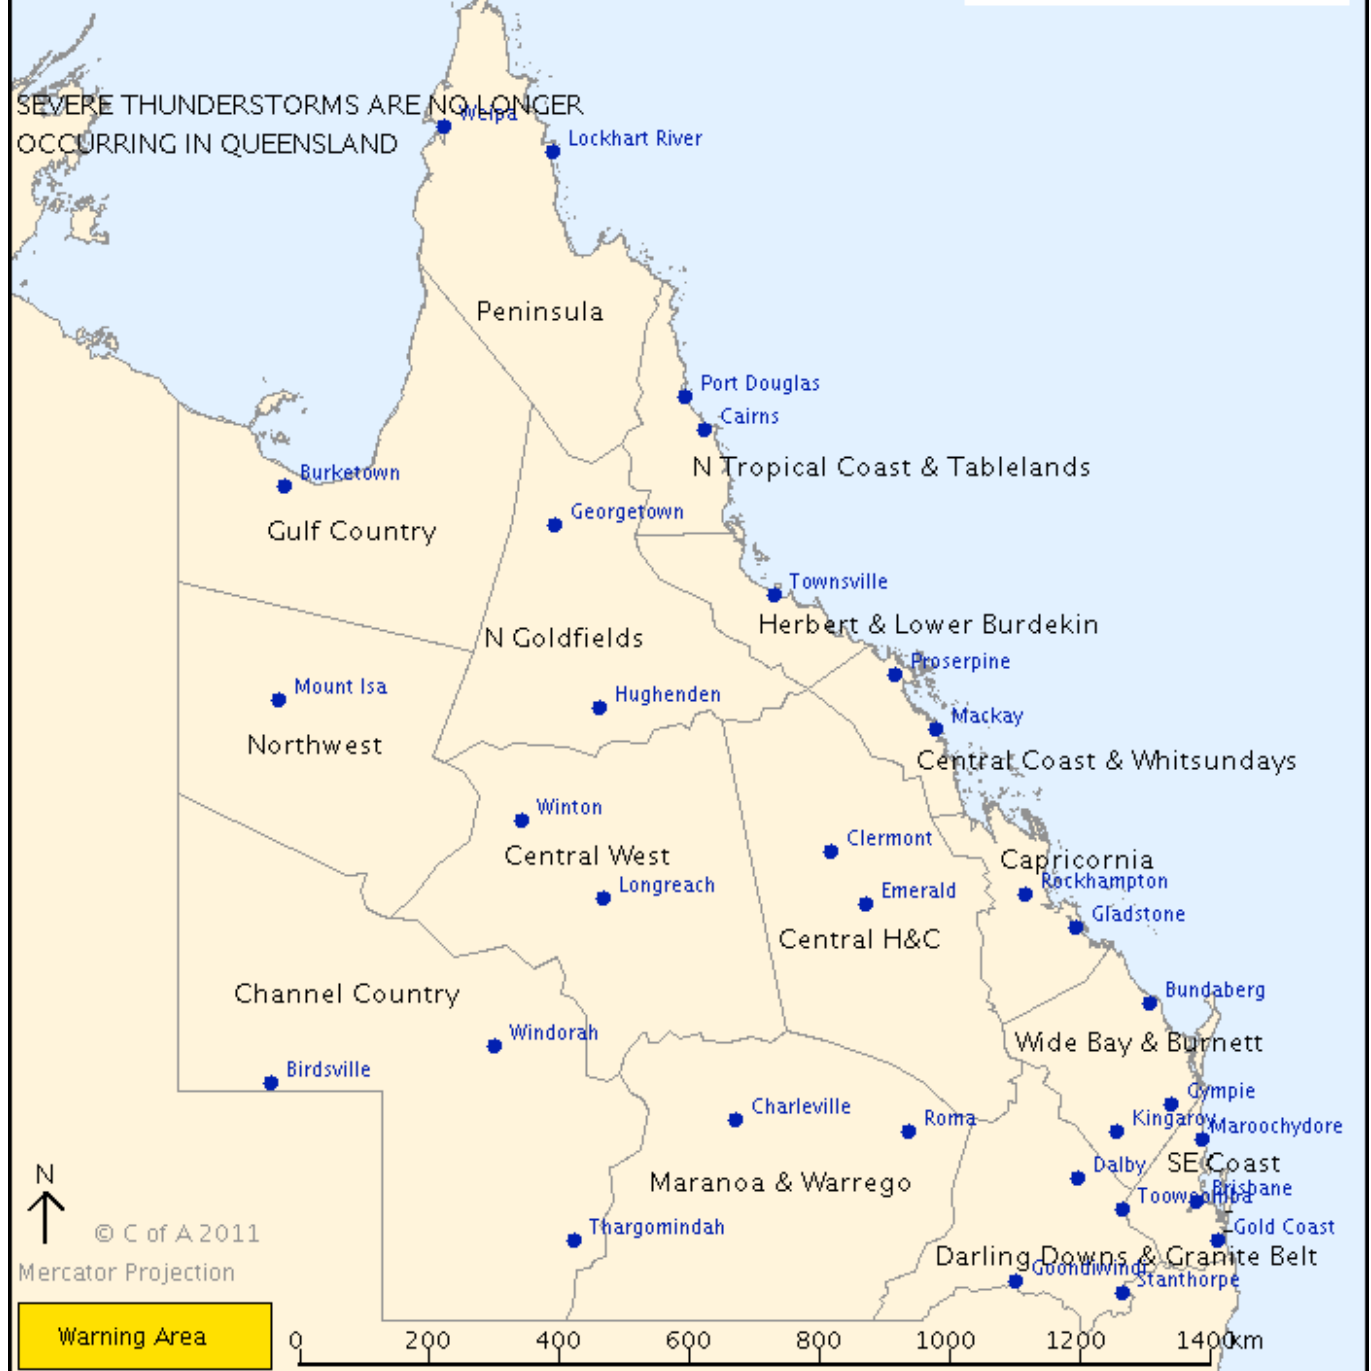 SEVERE THUNDERSTORMS ARE NO LONGER
OCCURRING IN QUEENSLAND
Weipa
Lockhart River
Peninsula
Port Douglas
Cairns
N Tropical Coast & Tablelands
Burketown
Georgetown
Gulf Country
Townsville
Herbert & Lower Burdekin
N Goldfields
Proserpine
Mount Isa
Hughenden
Mackay
Northwest
Central Coast & Whitsundays
Winton
Clermont
Central West
Capricornia
Longreach
Emerald
Rockhampton
Gladstone
Central H&C
Channel Country
Bundaberg
Windorah
Wide Bay & Burnett
Birdsville
Gympie
Charleville
Roma
Kingaroy
Maroochydore
Dalby
SE Coast
Maranoa & Warrego
Brisbane
Toowoomba
N
Thargomindah
Gold Coast
© C of A 2011
Darling Downs & Granite Belt
Mercator Projection
Goondiwindi
Stanthorpe
Warning Area
0 200 400 600 800 1000 1200 1400km